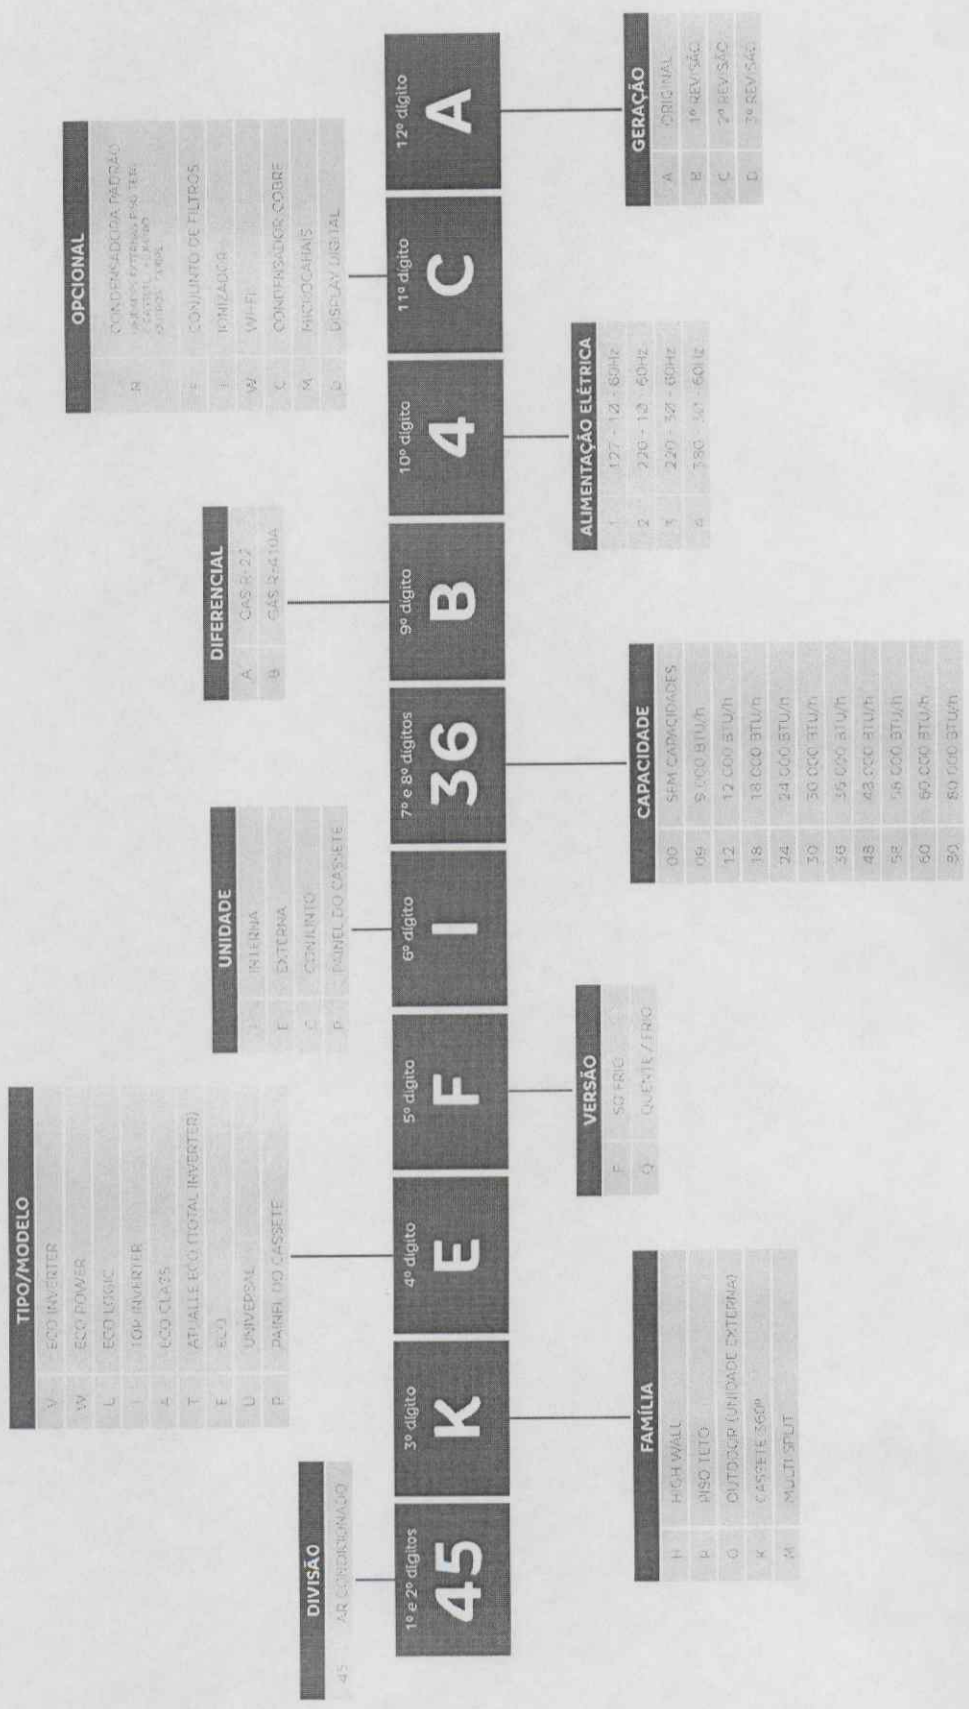 TIPO/MODELO
V ECO INVERTER
W ECO POWER
L ECO LOGIC
I TOP INVERTER
A ECO CLASS
T ATUALLE ECO (TOTAL INVERTER)
E ECO
U UNIVERSAL
P PAINEL DO CASSETE
UNIDADE
I INTERNA
E EXTERNA
C CONJUNTO
P PAINEL DO CASSETE
DIFERENCIAL
A GÁS R-22
B GÁS R-410A
OPCIONAL
N CONDENSADORA PADRÃO
F CONJUNTO DE FILTROS
I IONIZADOR
W WI-FI
C CONDENSADOR COBRE
M MICROCANAIS
D DISPLAY DIGITAL
DIVISÃO
45 AR CONDICIONADO
1º e 2º dígitos
45
3º dígito
K
4º dígito
E
5º dígito
F
6º dígito
I
7º e 8º dígitos
36
9º dígito
B
10º dígito
4
11º dígito
C
12º dígito
A
FAMÍLIA
H HIGH WALL
P PISO TETO
O OUTDOOR (UNIDADE EXTERNA)
K CASSETE 360º
M MULTI SPLIT
VERSÃO
F SÓ FRIO
Q QUENTE / FRIO
CAPACIDADE
00 SEM CAPACIDADES
09 9.000 BTU/h
12 12.000 BTU/h
18 18.000 BTU/h
24 24.000 BTU/h
30 30.000 BTU/h
36 36.000 BTU/h
48 48.000 BTU/h
58 58.000 BTU/h
60 60.000 BTU/h
80 80.000 BTU/h
ALIMENTAÇÃO ELÉTRICA
1 127 - 1Ø - 60Hz
2 220 - 1Ø - 60Hz
3 220 - 3Ø - 60Hz
4 380 - 3Ø - 60Hz
GERAÇÃO
A ORIGINAL
B 1º REVISÃO
C 2º REVISÃO
D 3º REVISÃO